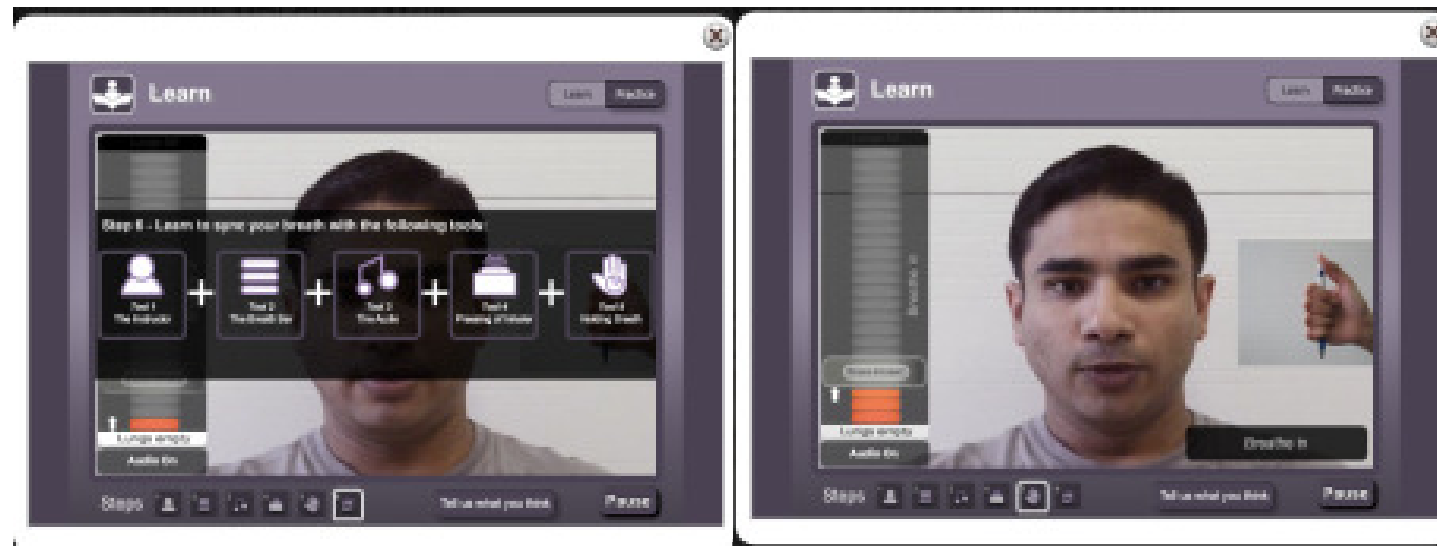 Learn
Learn Practice
Step 6 - Learn to sync your breath with the following tools
Tool 1
The Instructor
Tool 2
The Breath Bar
Tool 3
The Audio
Tool 4
Pressing of
Tool 5
Holding Breath
Lungs empty
Audio On
Steps
Tell us what you think
Pause
Learn
Learn Practice
Breathe in
Lungs empty
Audio On
Breathe in
Steps
Tell us what you think
Pause